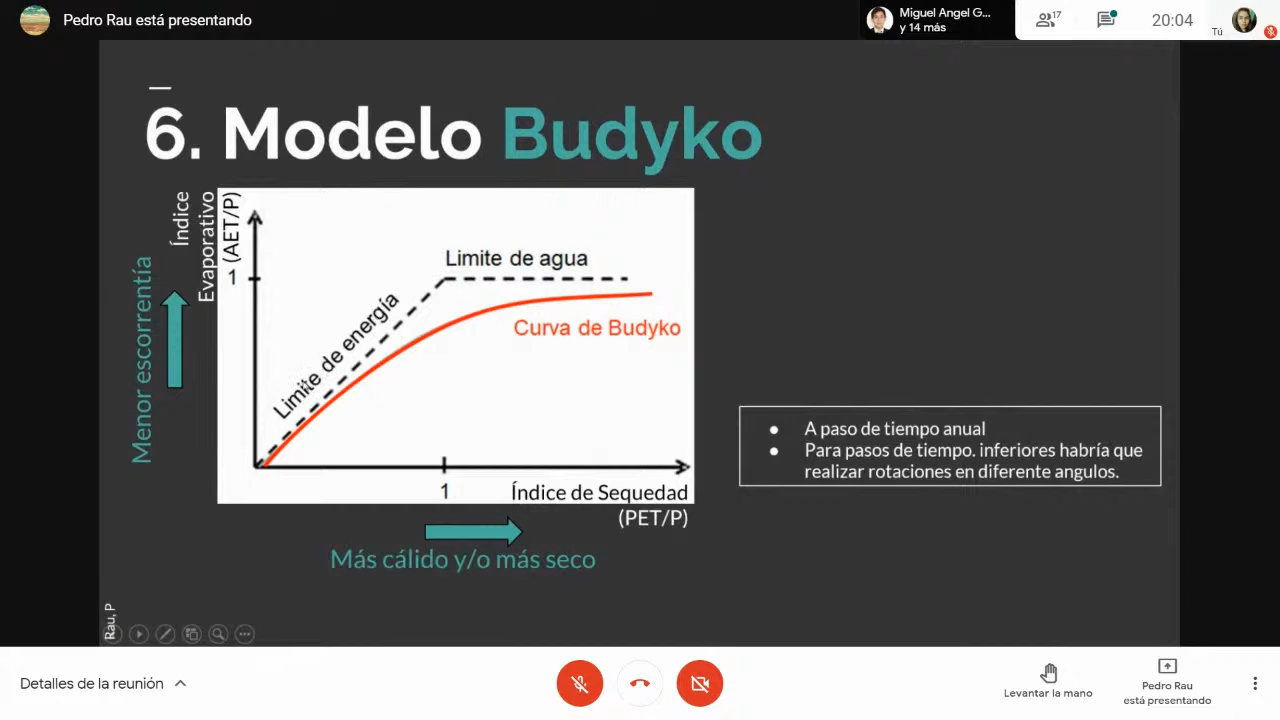 Pedro Rau está presentando
Miguel Angel G...
y 14 más
17
20:04
Tú
6. Modelo Budyko
Índice
Evaporativo
(AET/P)
Menor escorrentía
1
Limite de agua
Limite de energía
Curva de Budyko
1
Índice de Sequedad
(PET/P)
Más cálido y/o más seco
A paso de tiempo anual
Para pasos de tiempo. inferiores habría que
realizar rotaciones en diferente angulos.
Rau, P
Detalles de la reunión
Levantar la mano
Pedro Rau
está presentando